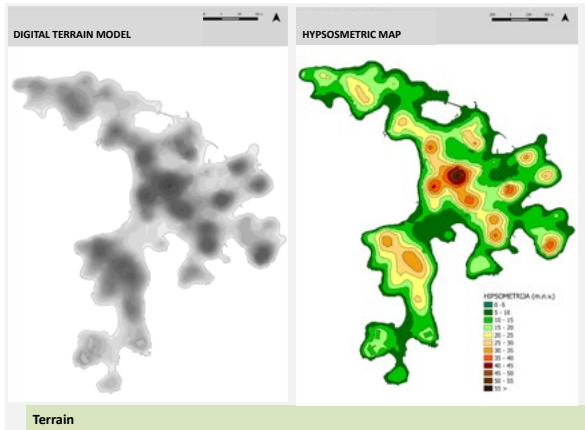 DIGITAL TERRAIN MODEL
HYPSOSMETRIC MAP
HIPSOMETRIJA (m.n.v.)
0 - 5
5 - 10
10 - 15
15 - 20
20 - 25
25 - 30
30 - 35
35 - 40
40 - 45
45 - 50
50 - 55
55 >
Terrain